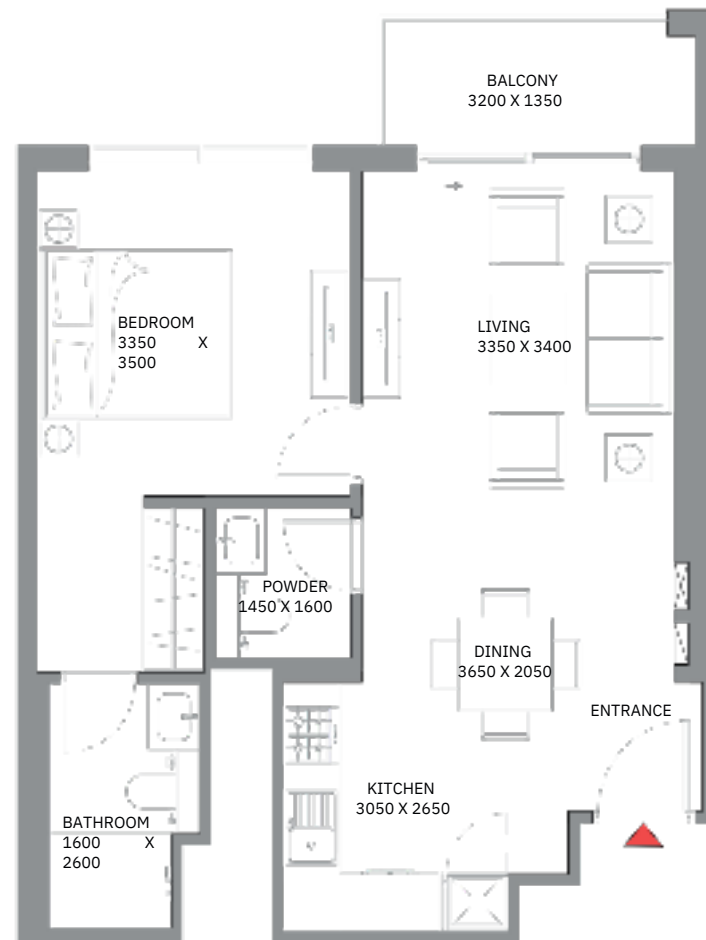 BALCONY
3200 X 1350
BEDROOM
3350 X
3500
LIVING
3350 X 3400
POWDER
1450 X 1600
DINING
3650 X 2050
ENTRANCE
KITCHEN
3050 X 2650
BATHROOM
1600 X
2600